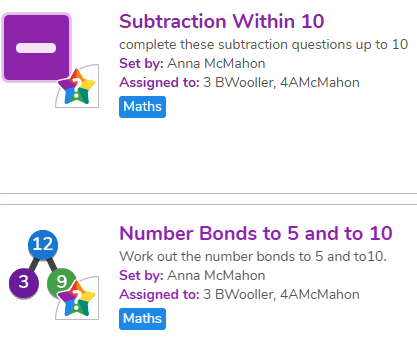 Subtraction Within 10
complete these subtraction questions up to 10
Set by: Anna McMahon
Assigned to: 3 BWooller, 4AMcMahon
Maths
?
Number Bonds to 5 and to 10
Work out the number bonds to 5 and to10.
12
3 9
Set by: Anna McMahon
Assigned to: 3 BWooller, 4AMcMahon
Maths
?